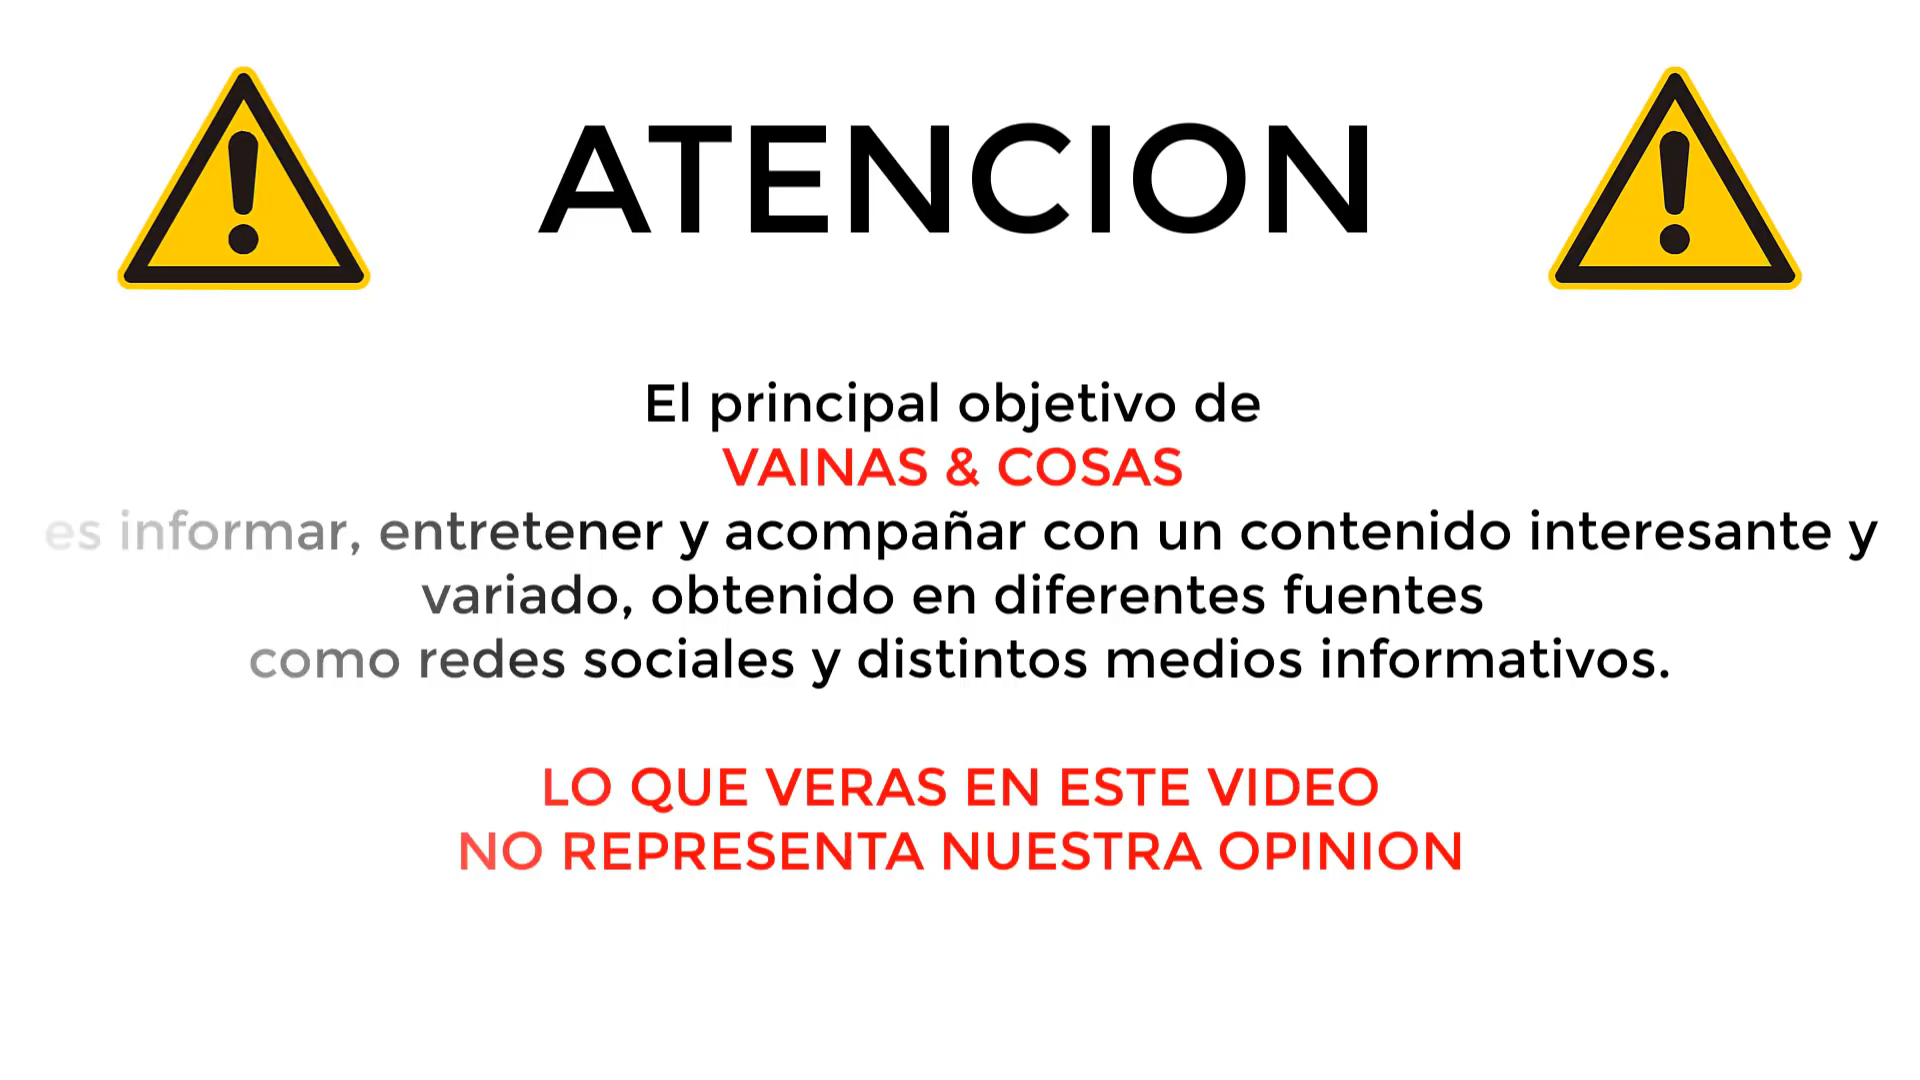 ATENCION
El principal objetivo de
VAINAS & COSAS
es informar, entretener y acompañar con un contenido interesante y
variado, obtenido en diferentes fuentes
como redes sociales y distintos medios informativos.
LO QUE VERAS EN ESTE VIDEO
NO REPRESENTA NUESTRA OPINION